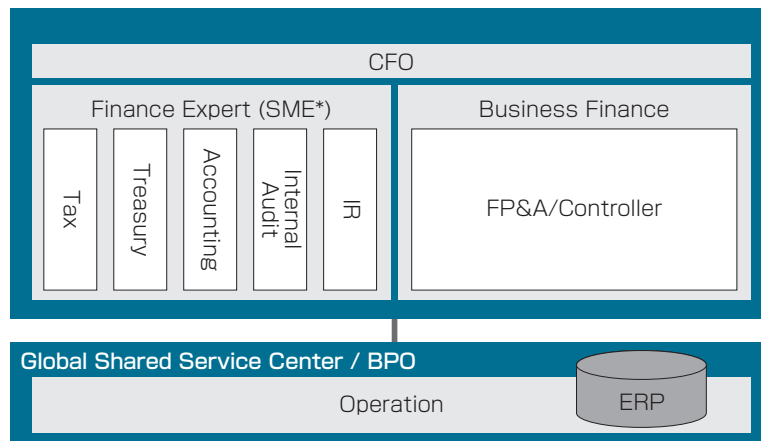 CFO
Finance Expert (SME*)
Business Finance
Tax
Treasury
Accounting
Internal
Audit
IR
FP&A/Controller
Global Shared Service Center / BPO
Operation
ERP